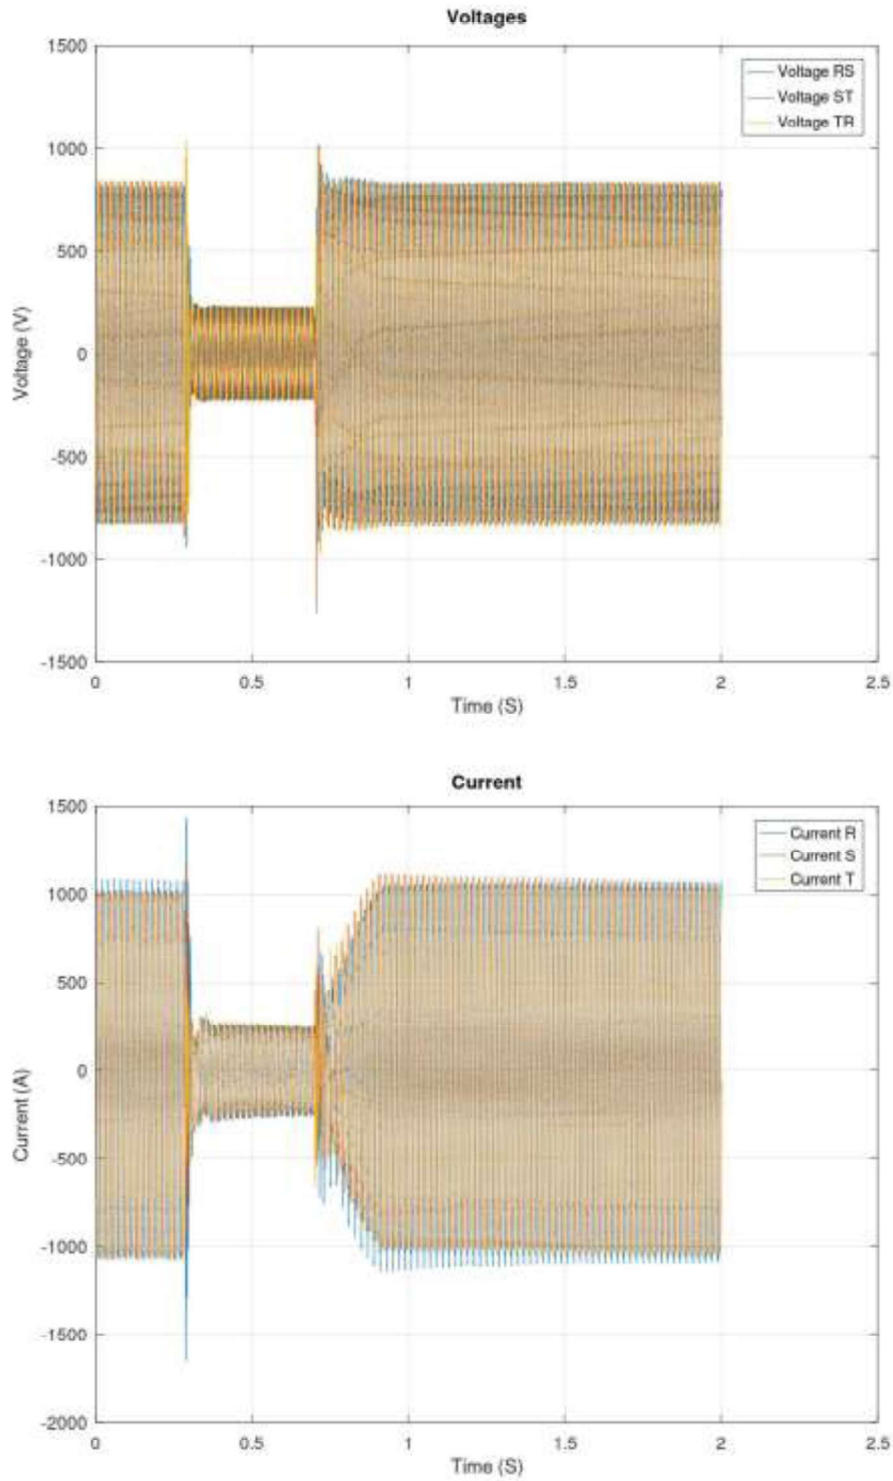 Voltages
1500
1000
500
0
-500
-1000
-1500
Voltage (V)
Voltage RS
Voltage ST
Voltage TR
0
0.5
1
1.5
2
2.5
Time (S)
Current
1500
1000
500
0
-500
-1000
-1500
-2000
Current (A)
Current R
Current S
Current T
0
0.5
1
1.5
2
2.5
Time (S)